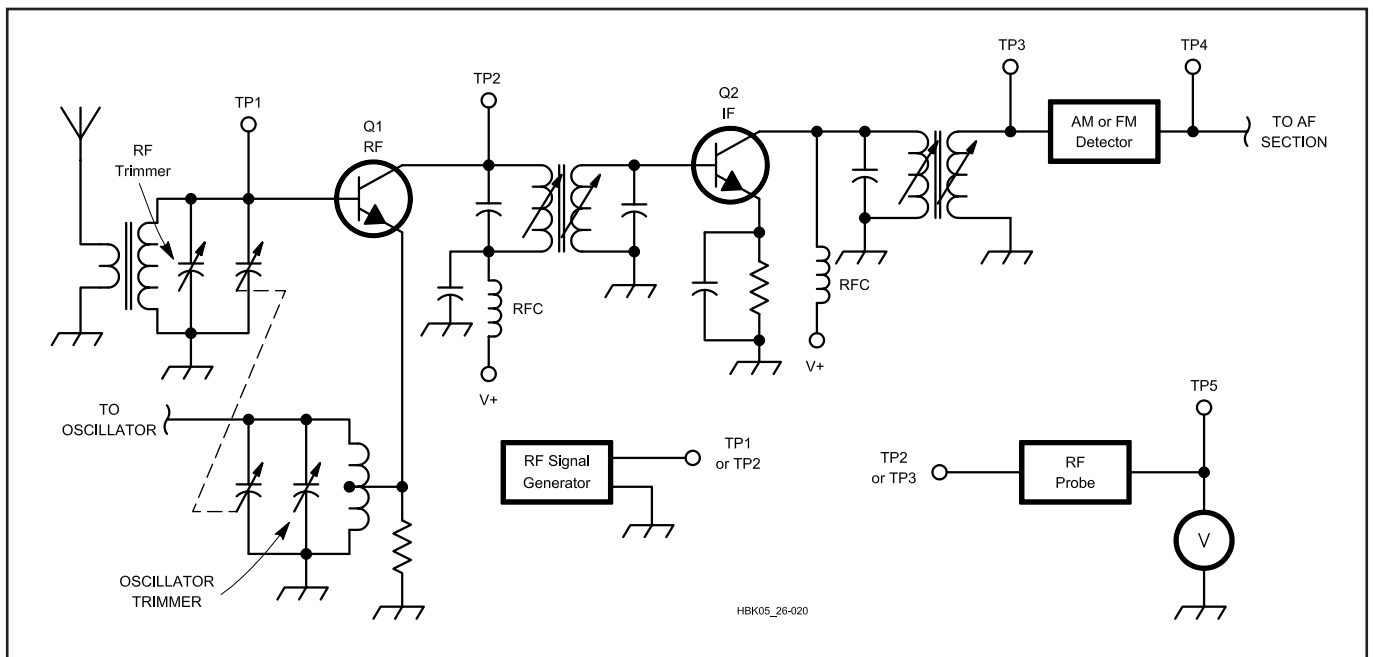 TP3
TP4
TP2
Q2
IF
TP1
Q1
RF
AM or FM
Detector
TO AF
SECTION
RF
Trimmer
RFC
V+
RFC
V+
TO
OSCILLATOR
RF Signal
Generator
TP1
or TP2
TP5
TP2
or TP3
RF
Probe
V
OSCILLATOR
TRIMMER
HBK05_26-020